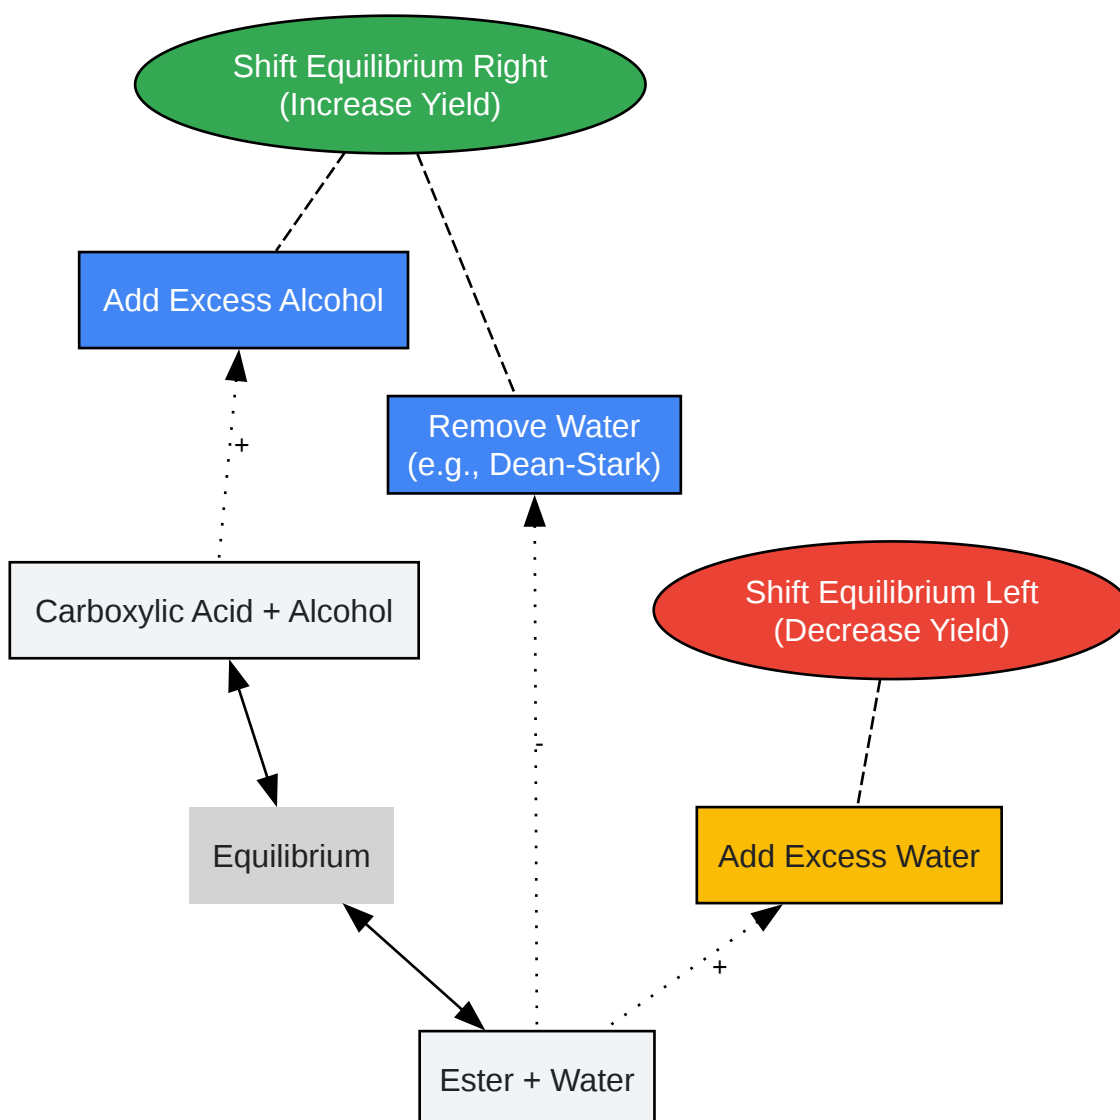 Shift Equilibrium Right
(Increase Yield)
Add Excess Alcohol
Remove Water
(e.g., Dean-Stark)
+
Carboxylic Acid + Alcohol
Shift Equilibrium Left
(Decrease Yield)
-
Equilibrium
Add Excess Water
+
Ester + Water